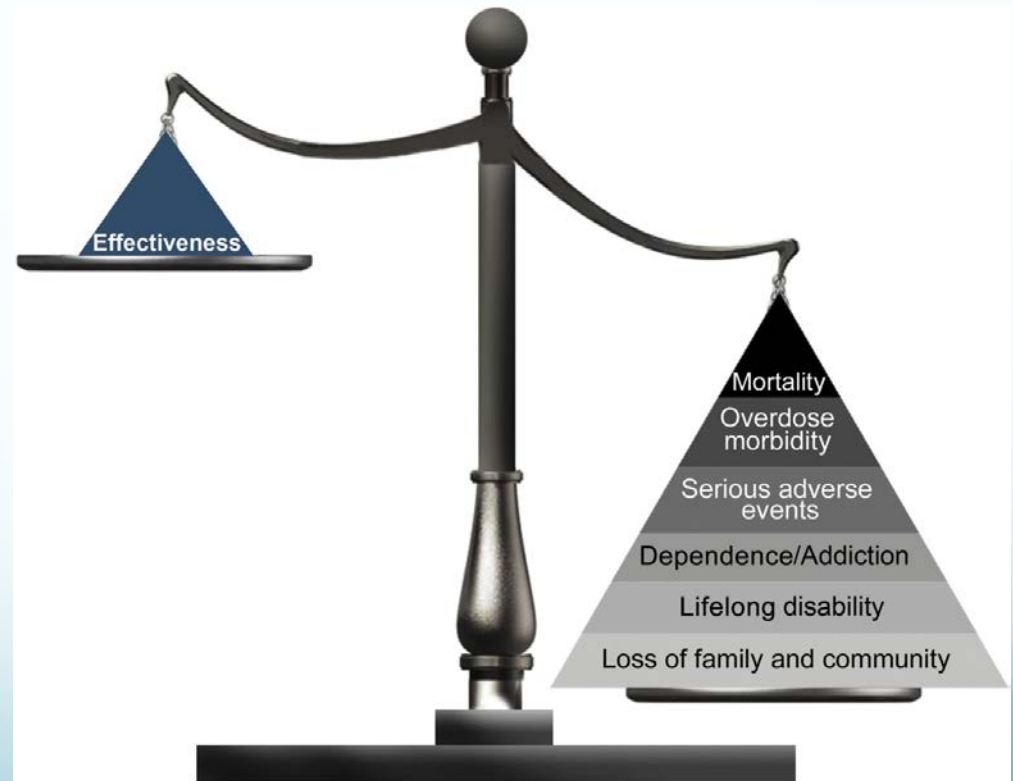 Effectiveness
Mortality
Overdose
morbidity
Serious adverse
events
Dependence/Addiction
Lifelong disability
Loss of family and community